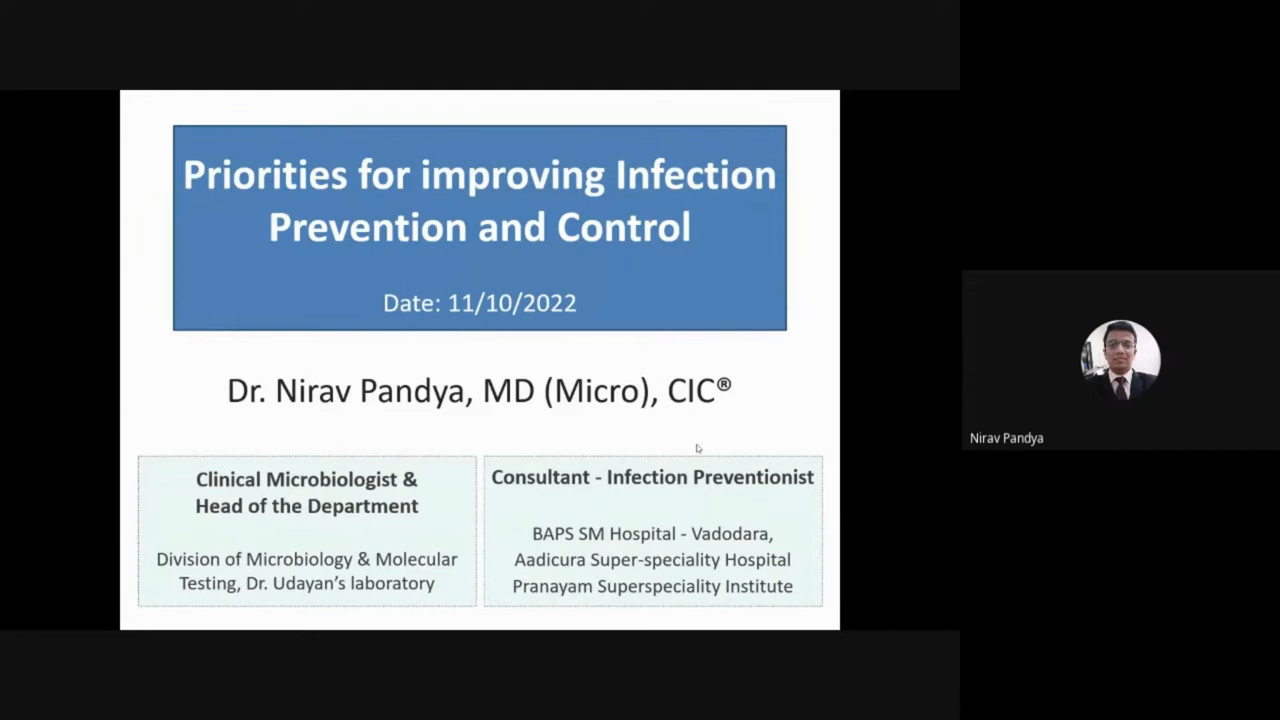 Priorities for improving Infection
Prevention and Control
Date: 11/10/2022
Dr. Nirav Pandya, MD (Micro), CIC®
Clinical Microbiologist &
Head of the Department
Division of Microbiology & Molecular
Testing, Dr. Udayan’s laboratory
Consultant - Infection Preventionist
BAPS SM Hospital - Vadodara,
Aadicura Super-speciality Hospital
Pranayam Superspeciality Institute
Nirav Pandya